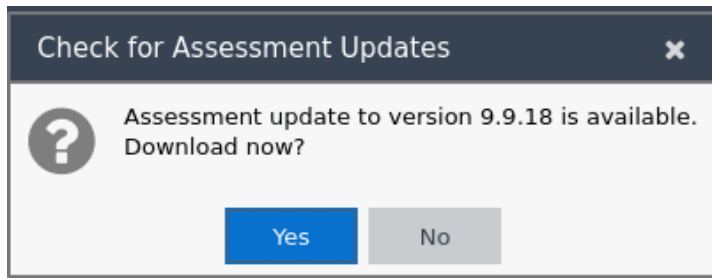 Check for Assessment Updates
Assessment update to version 9.9.18 is available.
Download now?
Yes
No